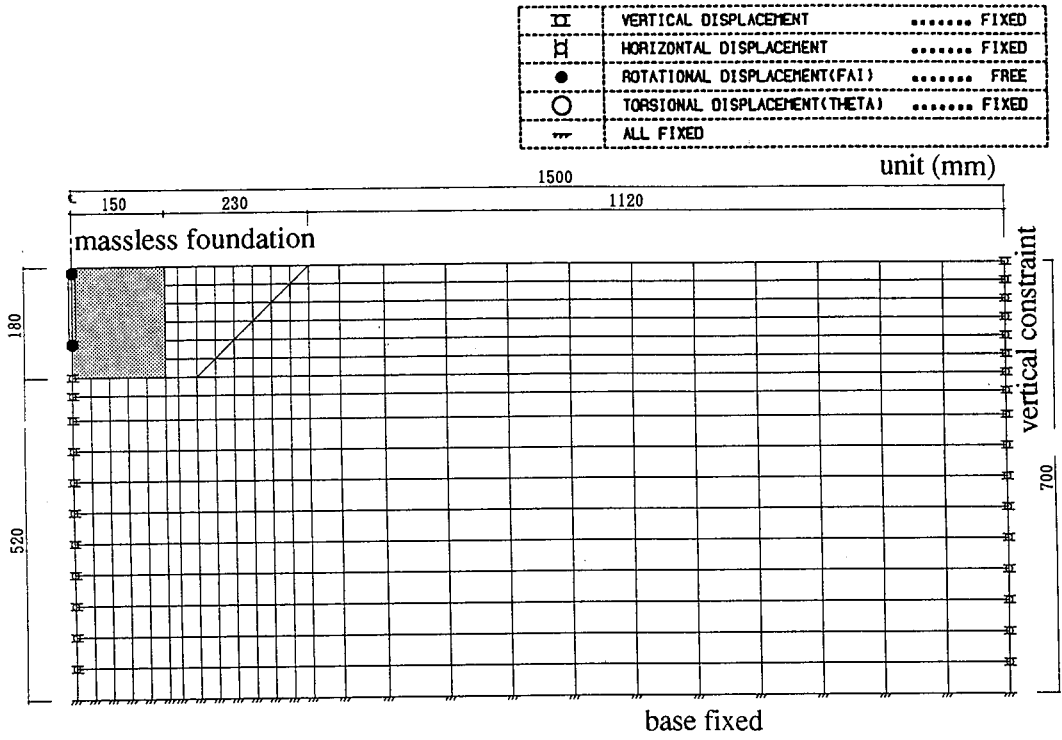 VERTICAL DISPLACEMENT ....... FIXED
HORIZONTAL DISPLACEMENT ....... FIXED
ROTATIONAL DISPLACEMENT(FAI) ....... FREE
TORSIONAL DISPLACEMENT(THETA) ....... FIXED
ALL FIXED
unit (mm)
1500
℄
150
230
1120
massless foundation
vertical constraint
180
520
700
base fixed